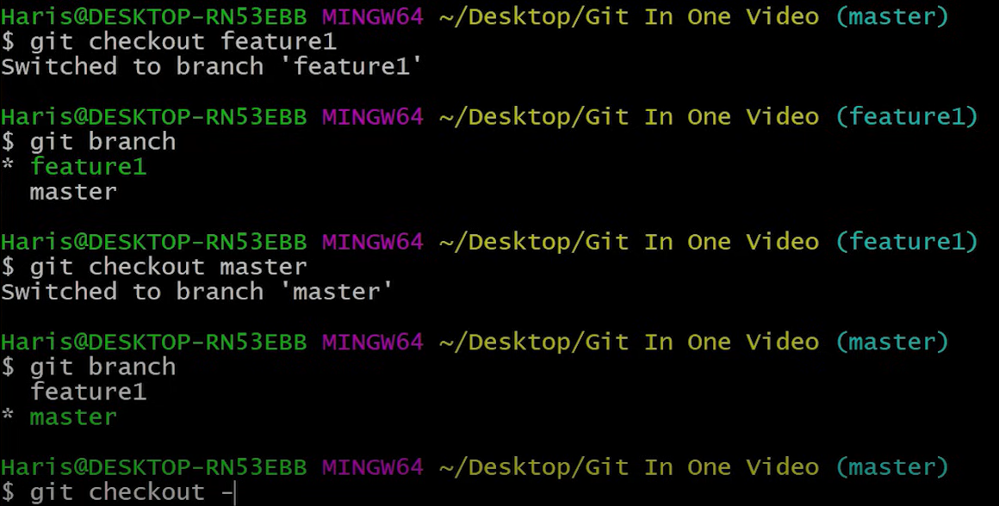 Haris@DESKTOP-RN53EBB MINGW64 ~/Desktop/Git In One Video (master)
$ git checkout feature1
Switched to branch 'feature1'
Haris@DESKTOP-RN53EBB MINGW64 ~/Desktop/Git In One Video (feature1)
$ git branch
* feature1
  master
Haris@DESKTOP-RN53EBB MINGW64 ~/Desktop/Git In One Video (feature1)
$ git checkout master
Switched to branch 'master'
Haris@DESKTOP-RN53EBB MINGW64 ~/Desktop/Git In One Video (master)
$ git branch
  feature1
* master
Haris@DESKTOP-RN53EBB MINGW64 ~/Desktop/Git In One Video (master)
$ git checkout -